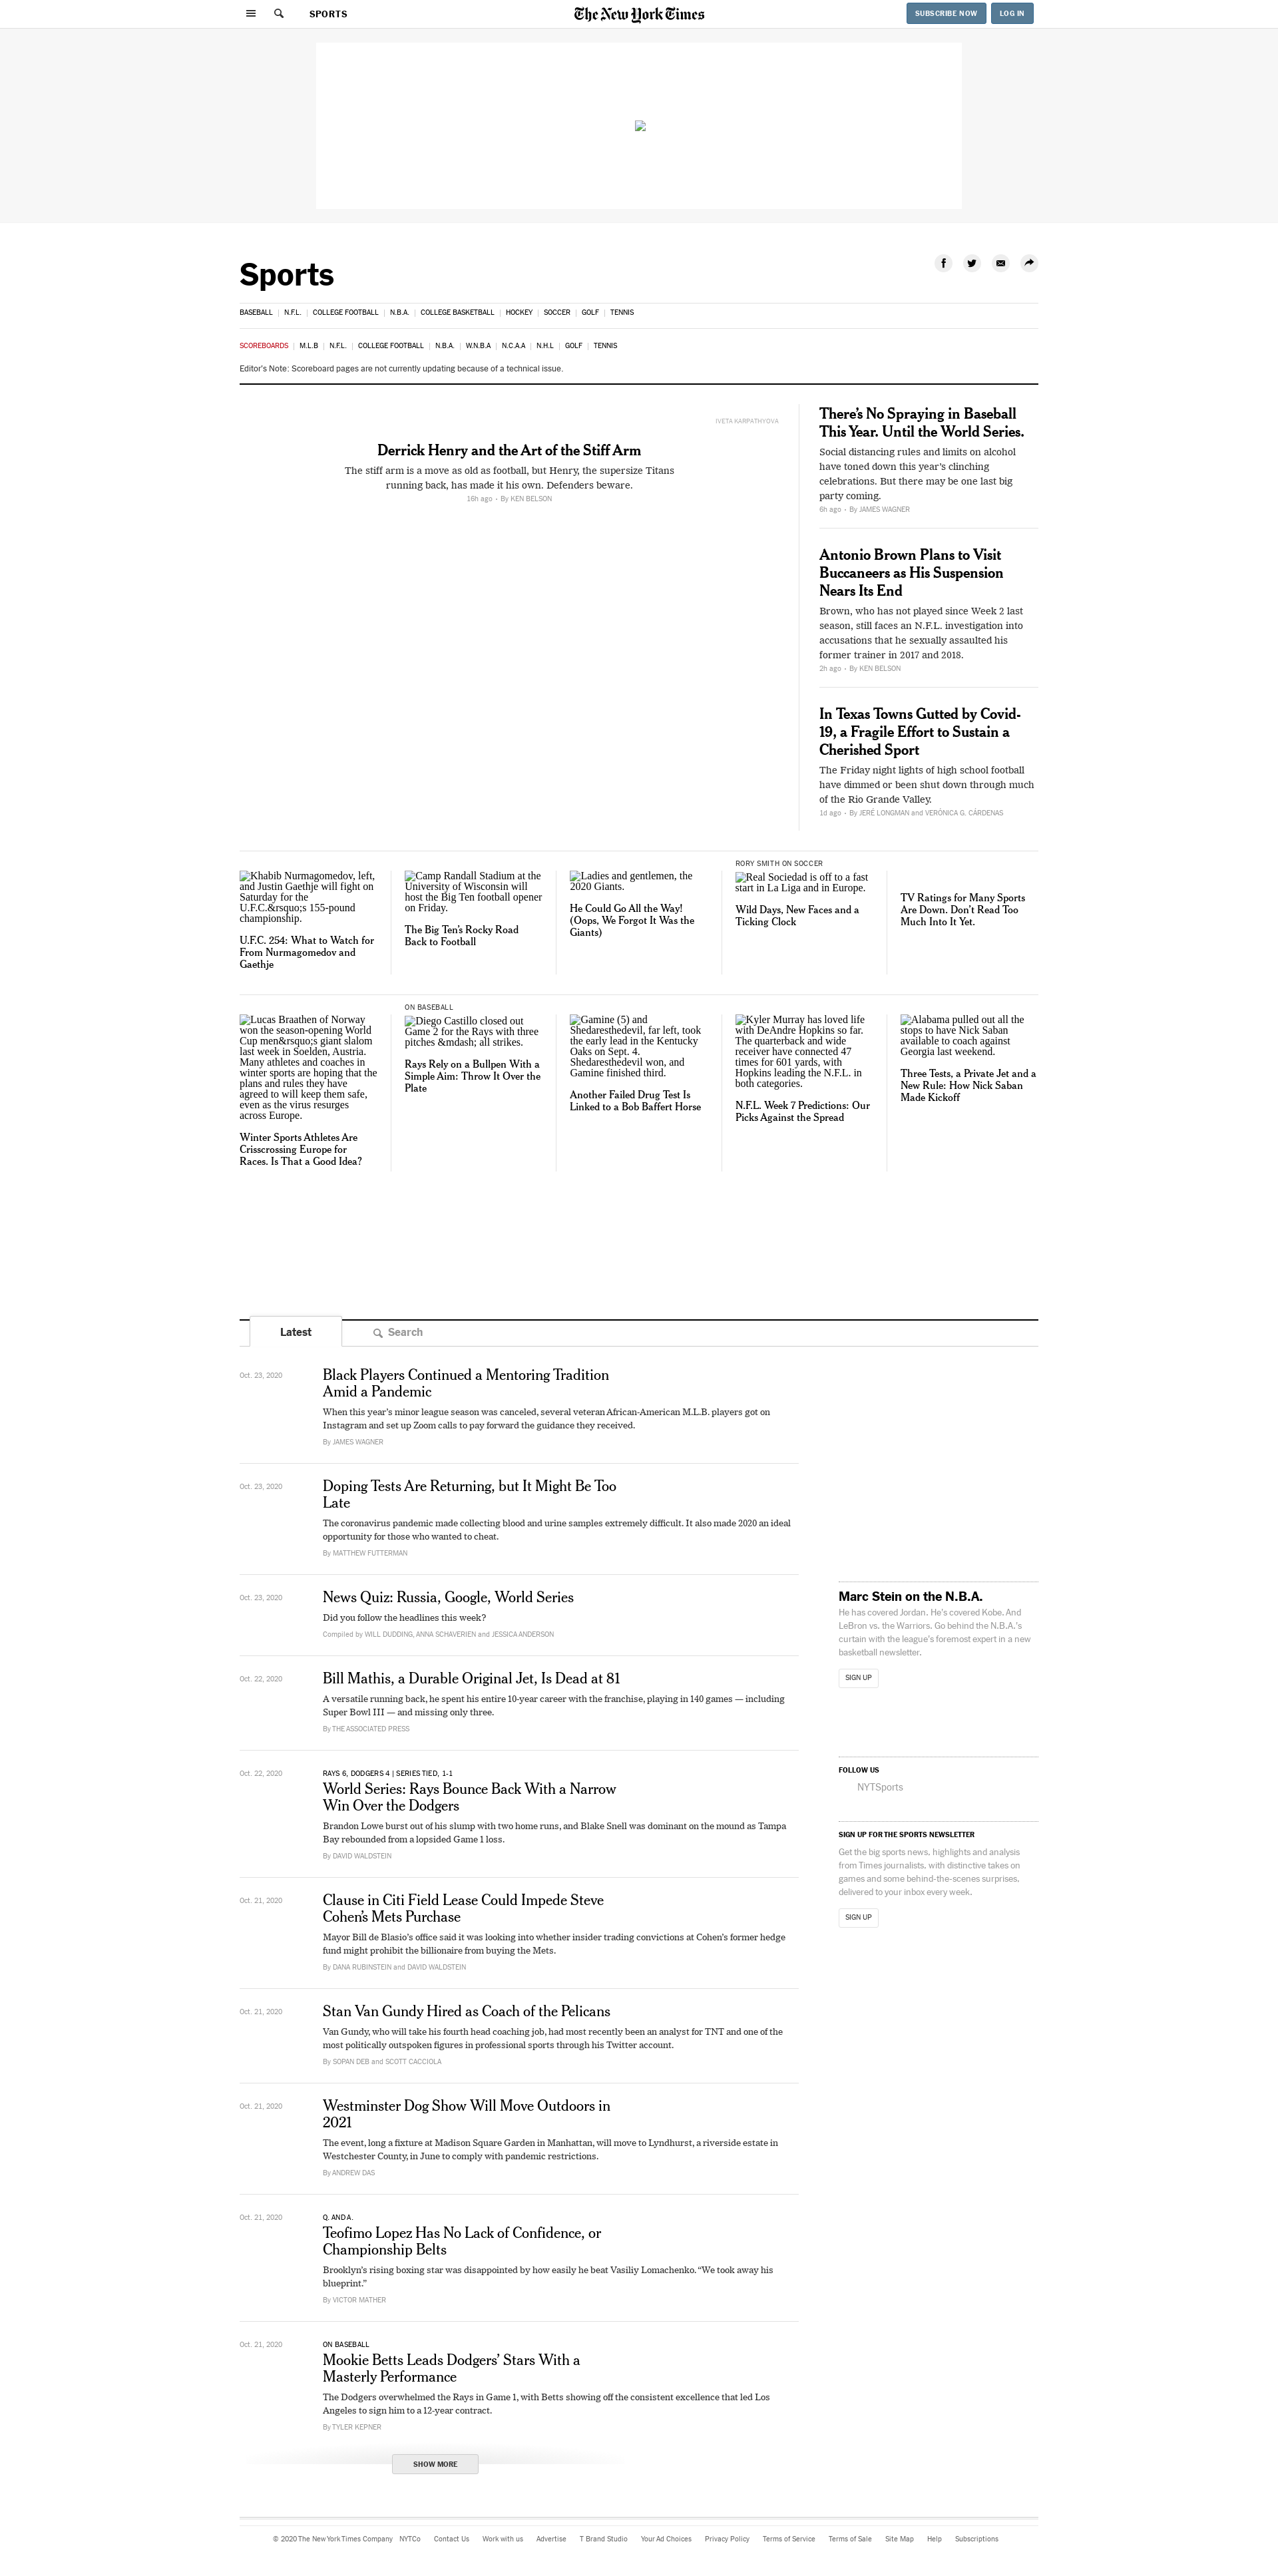 SPORTS
The New York Times
SUBSCRIBE NOW
LOG IN
Sports
BASEBALL
N.F.L.
COLLEGE FOOTBALL
N.B.A.
COLLEGE BASKETBALL
HOCKEY
SOCCER
GOLF
TENNIS
SCOREBOARDS
M.L.B
N.F.L.
COLLEGE FOOTBALL
N.B.A.
W.N.B.A
N.C.A.A
N.H.L
GOLF
TENNIS
Editor's Note: Scoreboard pages are not currently updating because of a technical issue.
IVETA KARPATHYOVA
Derrick Henry and the Art of the Stiff Arm
The stiff arm is a move as old as football, but Henry, the supersize Titans
running back, has made it his own. Defenders beware.
16h ago • By KEN BELSON
There's No Spraying in Baseball
This Year. Until the World Series.
Social distancing rules and limits on alcohol
have toned down this year's clinching
celebrations. But there may be one last big
party coming.
6h ago • By JAMES WAGNER
Antonio Brown Plans to Visit
Buccaneers as His Suspension
Nears Its End
Brown, who has not played since Week 2 last
season, still faces an N.F.L. investigation into
accusations that he sexually assaulted his
former trainer in 2017 and 2018.
2h ago • By KEN BELSON
In Texas Towns Gutted by Covid-
19, a Fragile Effort to Sustain a
Cherished Sport
The Friday night lights of high school football
have dimmed or been shut down through much
of the Rio Grande Valley.
1d ago • By JERÉ LONGMAN and VERÓNICA G. CÁRDENAS
Khabib Nurmagomedov, left,
and Justin Gaethje will fight on
Saturday for the
U.F.C.&rsquo;s 155-pound
championship.
U.F.C. 254: What to Watch for
From Nurmagomedov and
Gaethje
Camp Randall Stadium at the
University of Wisconsin will
host the Big Ten football opener
on Friday.
The Big Ten's Rocky Road
Back to Football
Ladies and gentlemen, the
2020 Giants.
He Could Go All the Way!
(Oops, We Forgot It Was the
Giants)
RORY SMITH ON SOCCER
Real Sociedad is off to a fast
start in La Liga and in Europe.
Wild Days, New Faces and a
Ticking Clock
TV Ratings for Many Sports
Are Down. Don't Read Too
Much Into It Yet.
Lucas Braathen of Norway
won the season-opening World
Cup men&rsquo;s giant slalom
last week in Soelden, Austria.
Many athletes and coaches in
winter sports are hoping that the
plans and rules they have
agreed to will keep them safe,
even as the virus resurges
across Europe.
Winter Sports Athletes Are
Crisscrossing Europe for
Races. Is That a Good Idea?
ON BASEBALL
Diego Castillo closed out
Game 2 for the Rays with three
pitches &mdash; all strikes.
Rays Rely on a Bullpen With a
Simple Aim: Throw It Over the
Plate
Gamine (5) and
Shedaresthedevil, far left, took
the early lead in the Kentucky
Oaks on Sept. 4.
Shedaresthedevil won, and
Gamine finished third.
Another Failed Drug Test Is
Linked to a Bob Baffert Horse
Kyler Murray has loved life
with DeAndre Hopkins so far.
The quarterback and wide
receiver have connected 47
times for 601 yards, with
Hopkins leading the N.F.L. in
both categories.
N.F.L. Week 7 Predictions: Our
Picks Against the Spread
Alabama pulled out all the
stops to have Nick Saban
available to coach against
Georgia last weekend.
Three Tests, a Private Jet and a
New Rule: How Nick Saban
Made Kickoff
Latest
Search
Oct. 23, 2020
Black Players Continued a Mentoring Tradition
Amid a Pandemic
When this year's minor league season was canceled, several veteran African-American M.L.B. players got on
Instagram and set up Zoom calls to pay forward the guidance they received.
By JAMES WAGNER
Oct. 23, 2020
Doping Tests Are Returning, but It Might Be Too
Late
The coronavirus pandemic made collecting blood and urine samples extremely difficult. It also made 2020 an ideal
opportunity for those who wanted to cheat.
By MATTHEW FUTTERMAN
Oct. 23, 2020
News Quiz: Russia, Google, World Series
Did you follow the headlines this week?
Compiled by WILL DUDDING, ANNA SCHAVERIEN and JESSICA ANDERSON
Oct. 22, 2020
Bill Mathis, a Durable Original Jet, Is Dead at 81
A versatile running back, he spent his entire 10-year career with the franchise, playing in 140 games — including
Super Bowl III — and missing only three.
By THE ASSOCIATED PRESS
Oct. 22, 2020
RAYS 6, DODGERS 4 | SERIES TIED, 1-1
World Series: Rays Bounce Back With a Narrow
Win Over the Dodgers
Brandon Lowe burst out of his slump with two home runs, and Blake Snell was dominant on the mound as Tampa
Bay rebounded from a lopsided Game 1 loss.
By DAVID WALDSTEIN
Oct. 21, 2020
Clause in Citi Field Lease Could Impede Steve
Cohen's Mets Purchase
Mayor Bill de Blasio's office said it was looking into whether insider trading convictions at Cohen's former hedge
fund might prohibit the billionaire from buying the Mets.
By DANA RUBINSTEIN and DAVID WALDSTEIN
Oct. 21, 2020
Stan Van Gundy Hired as Coach of the Pelicans
Van Gundy, who will take his fourth head coaching job, had most recently been an analyst for TNT and one of the
most politically outspoken figures in professional sports through his Twitter account.
By SOPAN DEB and SCOTT CACCIOLA
Oct. 21, 2020
Westminster Dog Show Will Move Outdoors in
2021
The event, long a fixture at Madison Square Garden in Manhattan, will move to Lyndhurst, a riverside estate in
Westchester County, in June to comply with pandemic restrictions.
By ANDREW DAS
Oct. 21, 2020
Q. AND A.
Teofimo Lopez Has No Lack of Confidence, or
Championship Belts
Brooklyn's rising boxing star was disappointed by how easily he beat Vasiliy Lomachenko. “We took away his
blueprint.”
By VICTOR MATHER
Oct. 21, 2020
ON BASEBALL
Mookie Betts Leads Dodgers' Stars With a
Masterly Performance
The Dodgers overwhelmed the Rays in Game 1, with Betts showing off the consistent excellence that led Los
Angeles to sign him to a 12-year contract.
By TYLER KEPNER
SHOW MORE
Marc Stein on the N.B.A.
He has covered Jordan. He's covered Kobe. And
LeBron vs. the Warriors. Go behind the N.B.A.'s
curtain with the league's foremost expert in a new
basketball newsletter.
SIGN UP
FOLLOW US
NYTSports
SIGN UP FOR THE SPORTS NEWSLETTER
Get the big sports news, highlights and analysis
from Times journalists, with distinctive takes on
games and some behind-the-scenes surprises,
delivered to your inbox every week.
SIGN UP
© 2020 The New York Times Company
NYTCo
Contact Us
Work with us
Advertise
T Brand Studio
Your Ad Choices
Privacy Policy
Terms of Service
Terms of Sale
Site Map
Help
Subscriptions